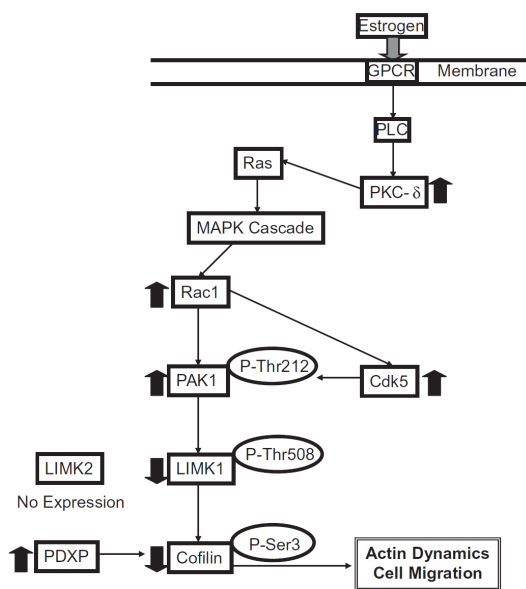 Estrogen
GPCR Membrane
PLC
Ras
PKC- δ
MAPK Cascade
Rac1
P-Thr212
PAK1
Cdk5
P-Thr508
LIMK2
LIMK1
No Expression
P-Ser3
PDXP
Cofilin
Actin Dynamics
Cell Migration